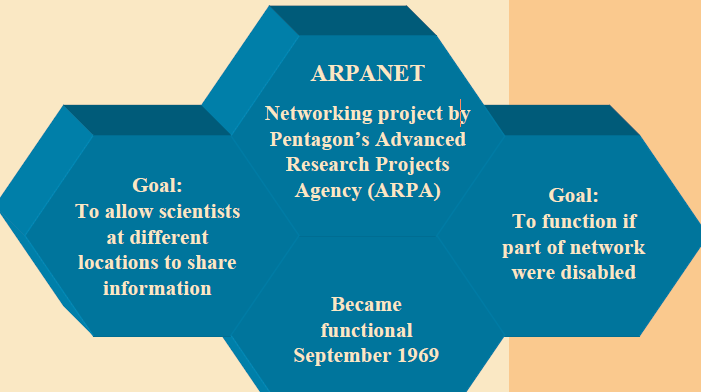 ARPANET
Networking project by
Pentagon’s Advanced
Research Projects
Agency (ARPA)
Goal:
To allow scientists
at different
locations to share
information
Goal:
To function if
part of network
were disabled
Became
functional
September 1969